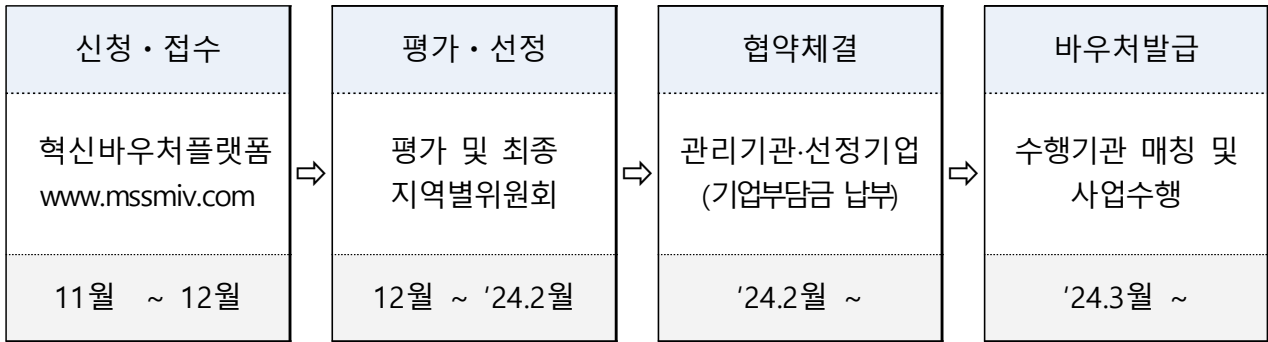 신청・접수
혁신바우처플랫폼
www.mssmiv.com
11월 ~ 12월
⇨
평가・선정
평가 및 최종
지역별위원회
12월 ~ ‘24.2월
⇨
협약체결
관리기관·선정기업
(기업부담금 납부)
‘24.2월 ~
⇨
바우처발급
수행기관 매칭 및
사업수행
‘24.3월 ~